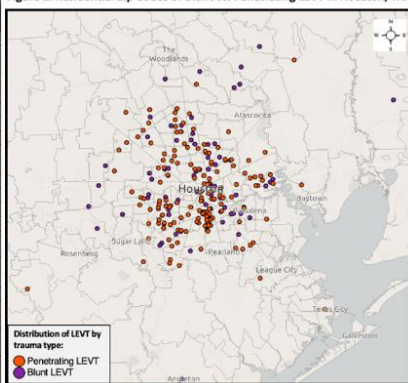 The
Woodlands
N
W
E
S
Atascocita
Houston
Baytown
Sugar Land
Rosenberg
Pearland
League City
Texas City
Galveston
Angleton
Distribution of LEVT by
trauma type:
Penetrating LEVT
Blunt LEVT